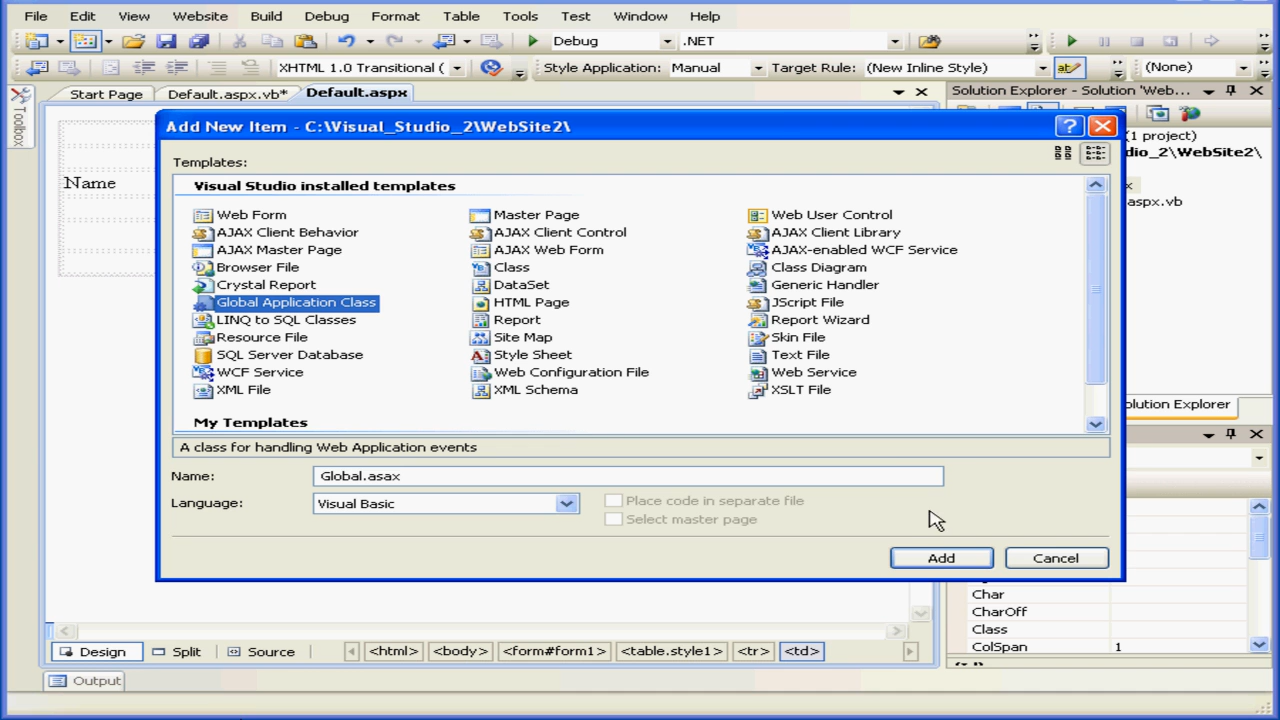 File Edit View Website Build Debug Format Table Tools Test Window Help
Debug .NET
XHTML 1.0 Transitional ( Style Application: Manual Target Rule: (New Inline Style) (None)
Toolbox
Start Page Default.aspx.vb* Default.aspx
Solution Explorer - Solution 'Web...
(1 project)
dio_2\WebSite2\
x
aspx.vb
Name
Add New Item - C:\Visual_Studio_2\WebSite2\
Templates:
Visual Studio installed templates
Web Form Master Page Web User Control
AJAX Client Behavior AJAX Client Control AJAX Client Library
AJAX Master Page AJAX Web Form AJAX-enabled WCF Service
Browser File Class Class Diagram
Crystal Report DataSet Generic Handler
Global Application Class HTML Page JScript File
LINQ to SQL Classes Report Report Wizard
Resource File Site Map Skin File
SQL Server Database Style Sheet Text File
WCF Service Web Configuration File Web Service
XML File XML Schema XSLT File
My Templates
A class for handling Web Application events
Name: Global.asax
Language: Visual Basic
Place code in separate file
Select master page
Add Cancel
olution Explorer
Char
CharOff
Class
ColSpan 1
Design Split Source <html> <body> <form#form1> <table.style1> <tr> <td>
Output